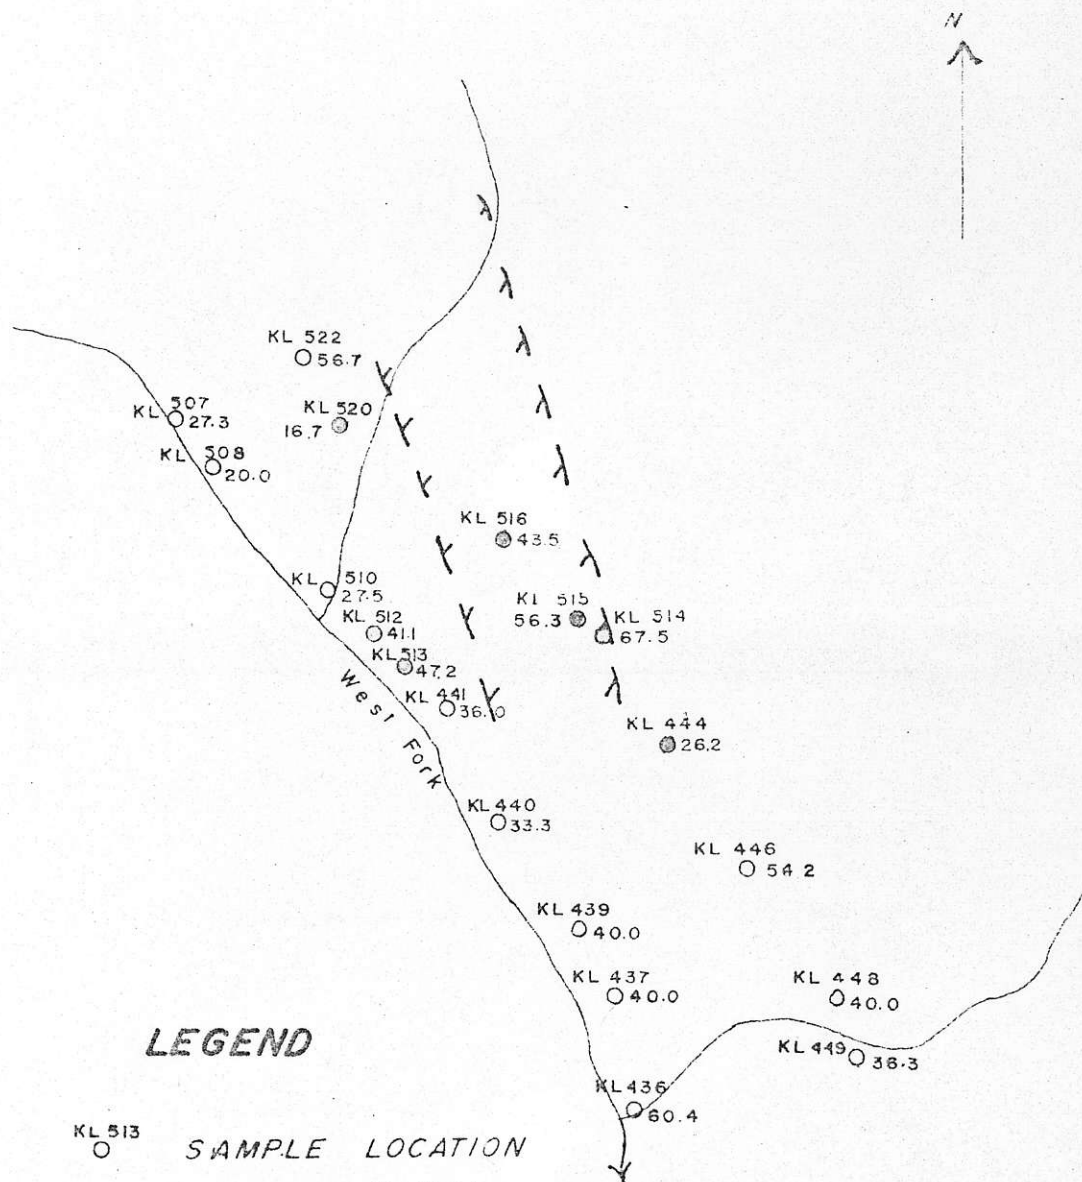 N
KL 522
56.7
KL 507
27.3
KL 520
16.7
KL 508
20.0
KL 516
43.5
KL 510
27.5
KL 515
56.3
KL 514
67.5
KL 512
41.1
KL 513
47.2
KL 441
36.0
West Fork
KL 444
26.2
KL 440
33.3
KL 446
54.2
KL 439
40.0
KL 437
40.0
KL 448
40.0
KL 449
36.3
KL 436
60.4
LEGEND
KL 513
SAMPLE LOCATION